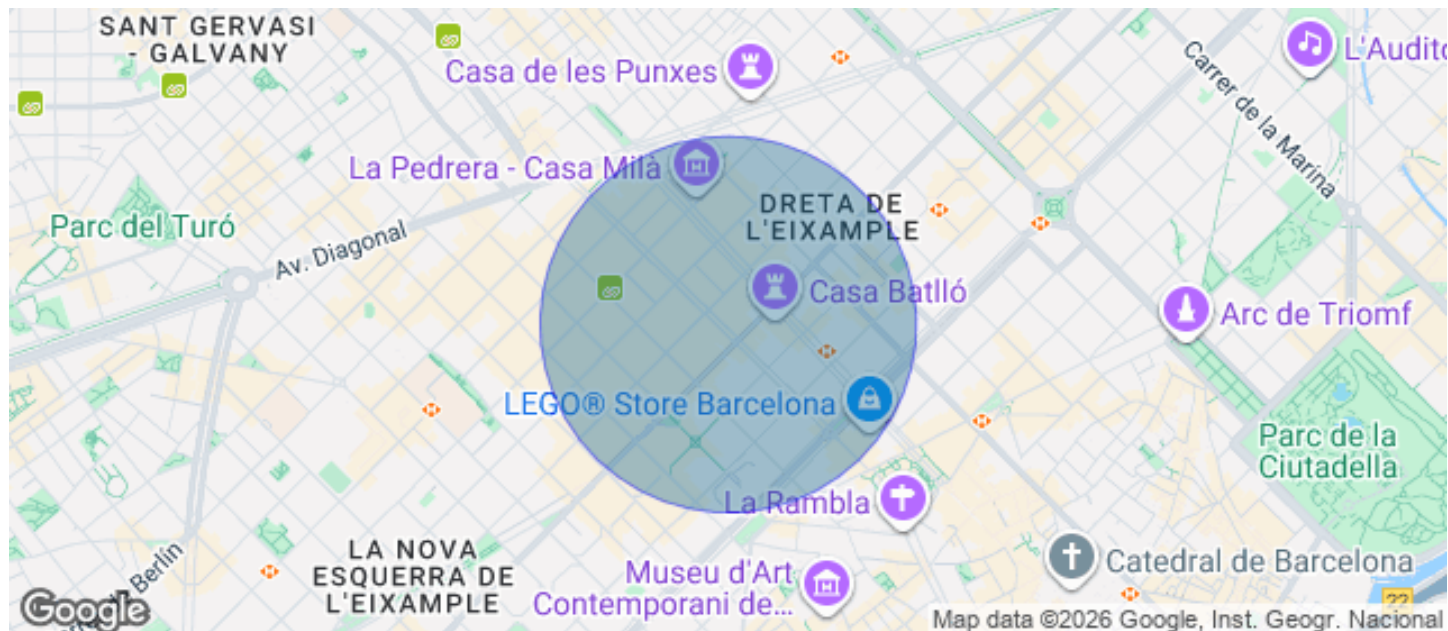 SANT GERVASI
- GALVANY
Casa de les Punxes
L'Audito
Carrer de la Marina
La Pedrera - Casa Milà
DRETA DE
L'EIXAMPLE
Parc del Turó
Av. Diagonal
Casa Batlló
Arc de Triomf
LEGO® Store Barcelona
Parc de la
Ciutadella
La Rambla
LA NOVA
ESQUERRA DE
L'EIXAMPLE
Berlín
Museu d'Art
Contemporani de...
Catedral de Barcelona
22
Google
Map data ©2026 Google, Inst. Geogr. Nacional